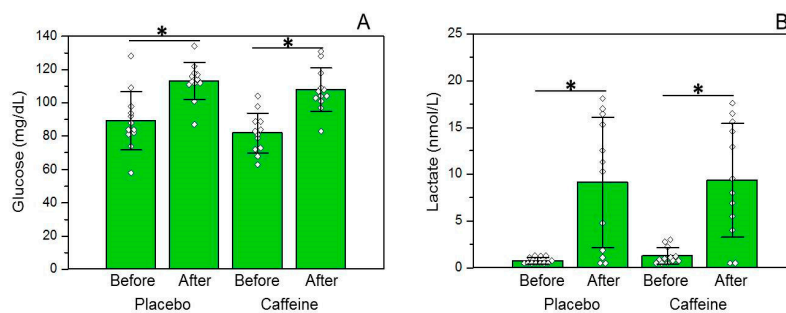 A
Glucose (mg/dL)
140
120
100
80
60
40
20
0
*
*
Before After Before After
Placebo Caffeine
B
Lactate (nmol/L)
25
20
15
10
5
0
*
*
Before After Before After
Placebo Caffeine